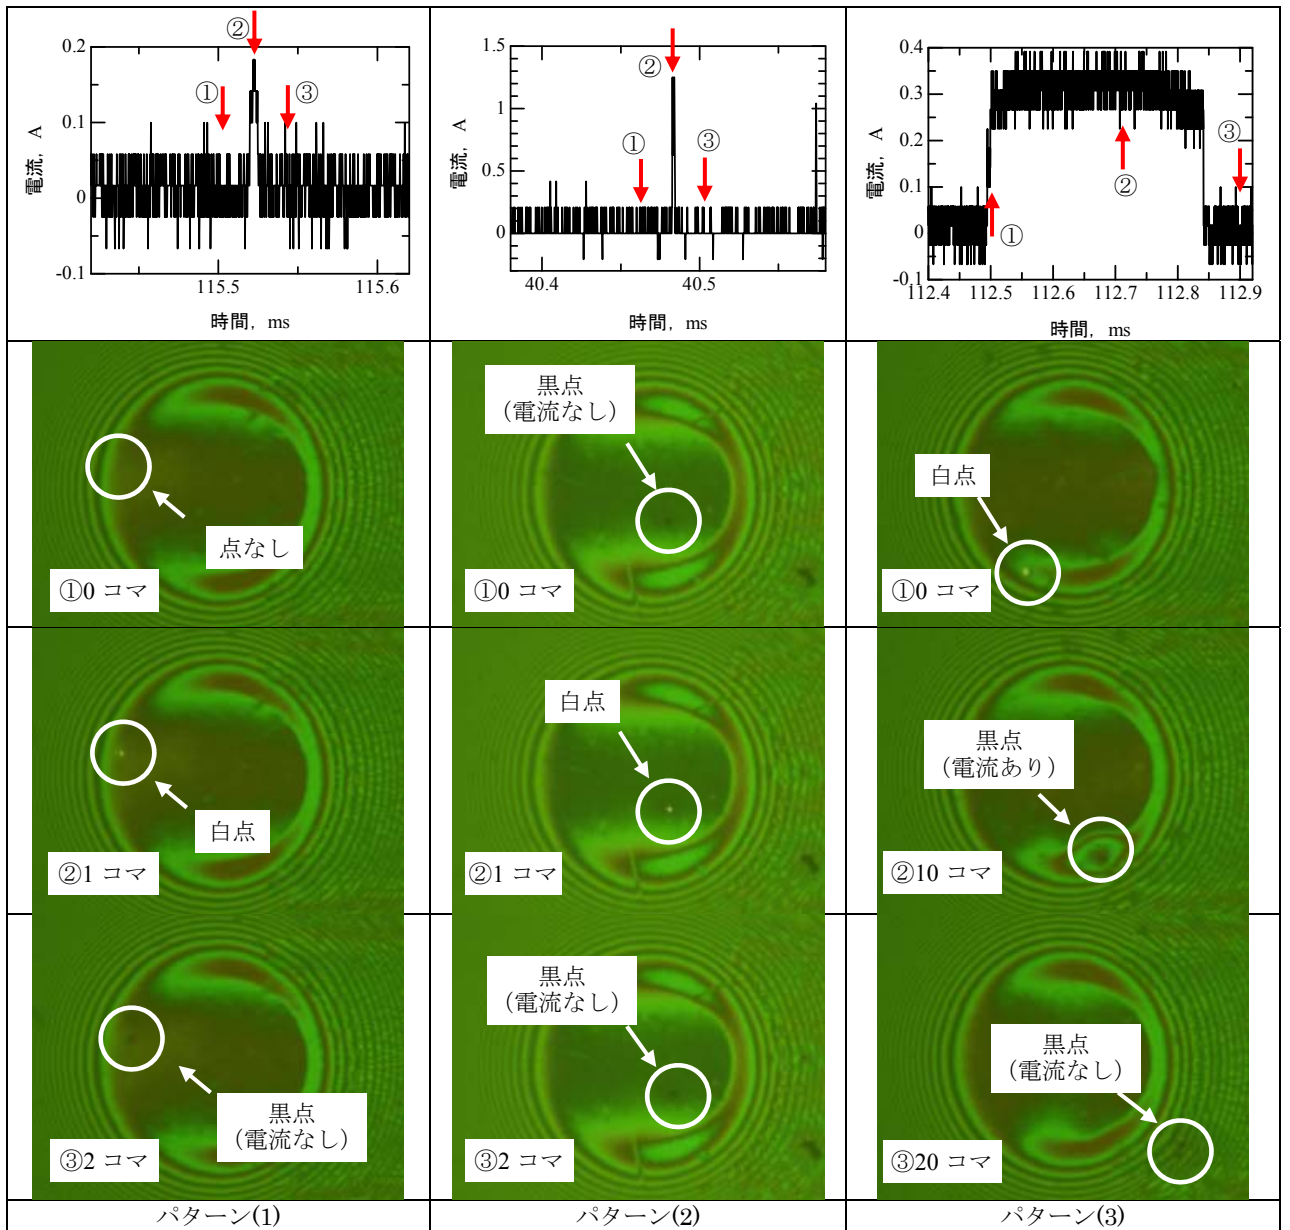 ②
①
③
0.2
0.1
0
-0.1
電流, A
115.5
115.6
時間, ms
②
①
③
1.5
1
0.5
0
電流, A
40.4
40.5
時間, ms
③
②
①
0.4
0.3
0.2
0.1
0
-0.1
電流, A
112.4 112.5 112.6 112.7 112.8 112.9
時間, ms
点なし
①0 コマ
黒点
(電流なし)
①0 コマ
白点
①0 コマ
白点
②1 コマ
白点
②1 コマ
黒点
(電流あり)
②10 コマ
黒点
(電流なし)
③2 コマ
黒点
(電流なし)
③2 コマ
黒点
(電流なし)
③20 コマ
パターン(1)
パターン(2)
パターン(3)